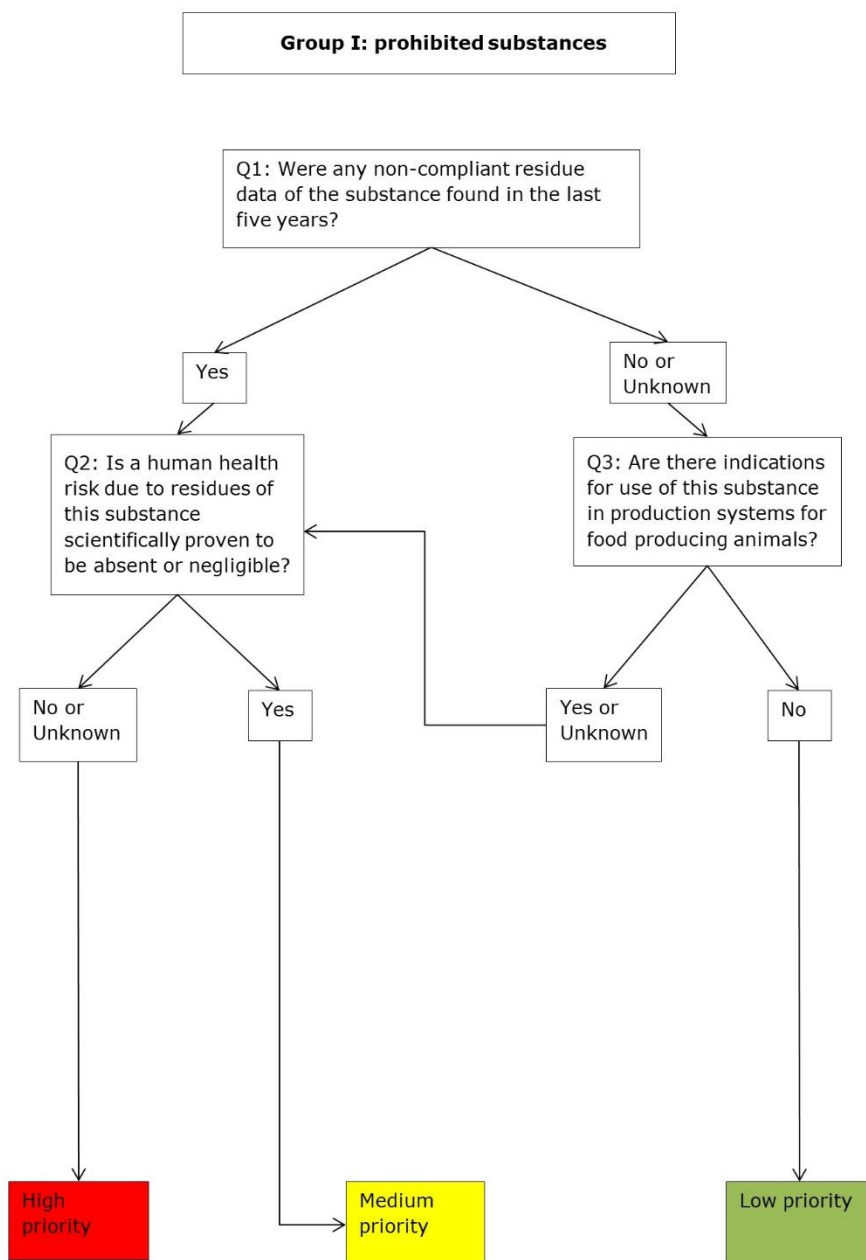 Group I: prohibited substances
Q1: Were any non-compliant residue
data of the substance found in the last
five years?
Yes
No or
Unknown
Q2: Is a human health
risk due to residues of
this substance
scientifically proven to
be absent or negligible?
Q3: Are there indications
for use of this substance
in production systems for
food producing animals?
No or
Unknown
Yes
Yes or
Unknown
No
High
priority
Medium
priority
Low priority